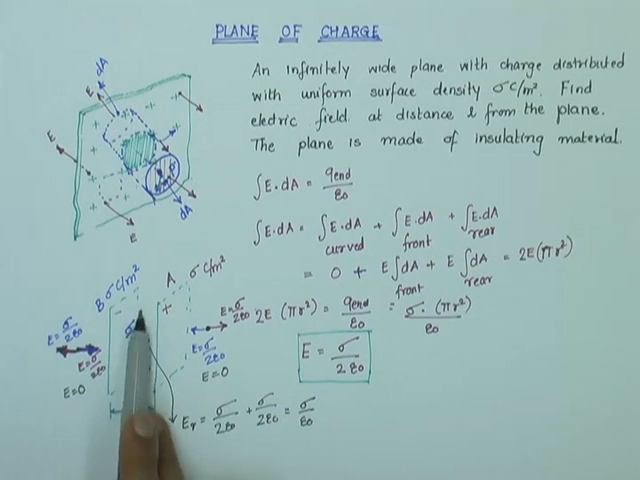 PLANE OF CHARGE
An infinitely wide plane with charge distributed
with uniform surface density σ C/m². Find
electric field at distance r from the plane.
The plane is made of insulating material.
∫E·dA = qend/ε0
∫E·dA = ∫E·dA curved + ∫E·dA front + ∫E·dA rear
= 0 + E∫dA front + E∫dA rear = 2E(πr²)
2E (πr²) = qend/ε0 = σ·(πr²)/ε0
E = σ/2ε0
dA
E
E
E
dA
σ
B σ C/m²
A σ C/m²
E=σ/2ε0
E=σ/2ε0
E=0
E=σ/2ε0
E=σ/2ε0
E=0
Er = σ/2ε0 + σ/2ε0 = σ/ε0